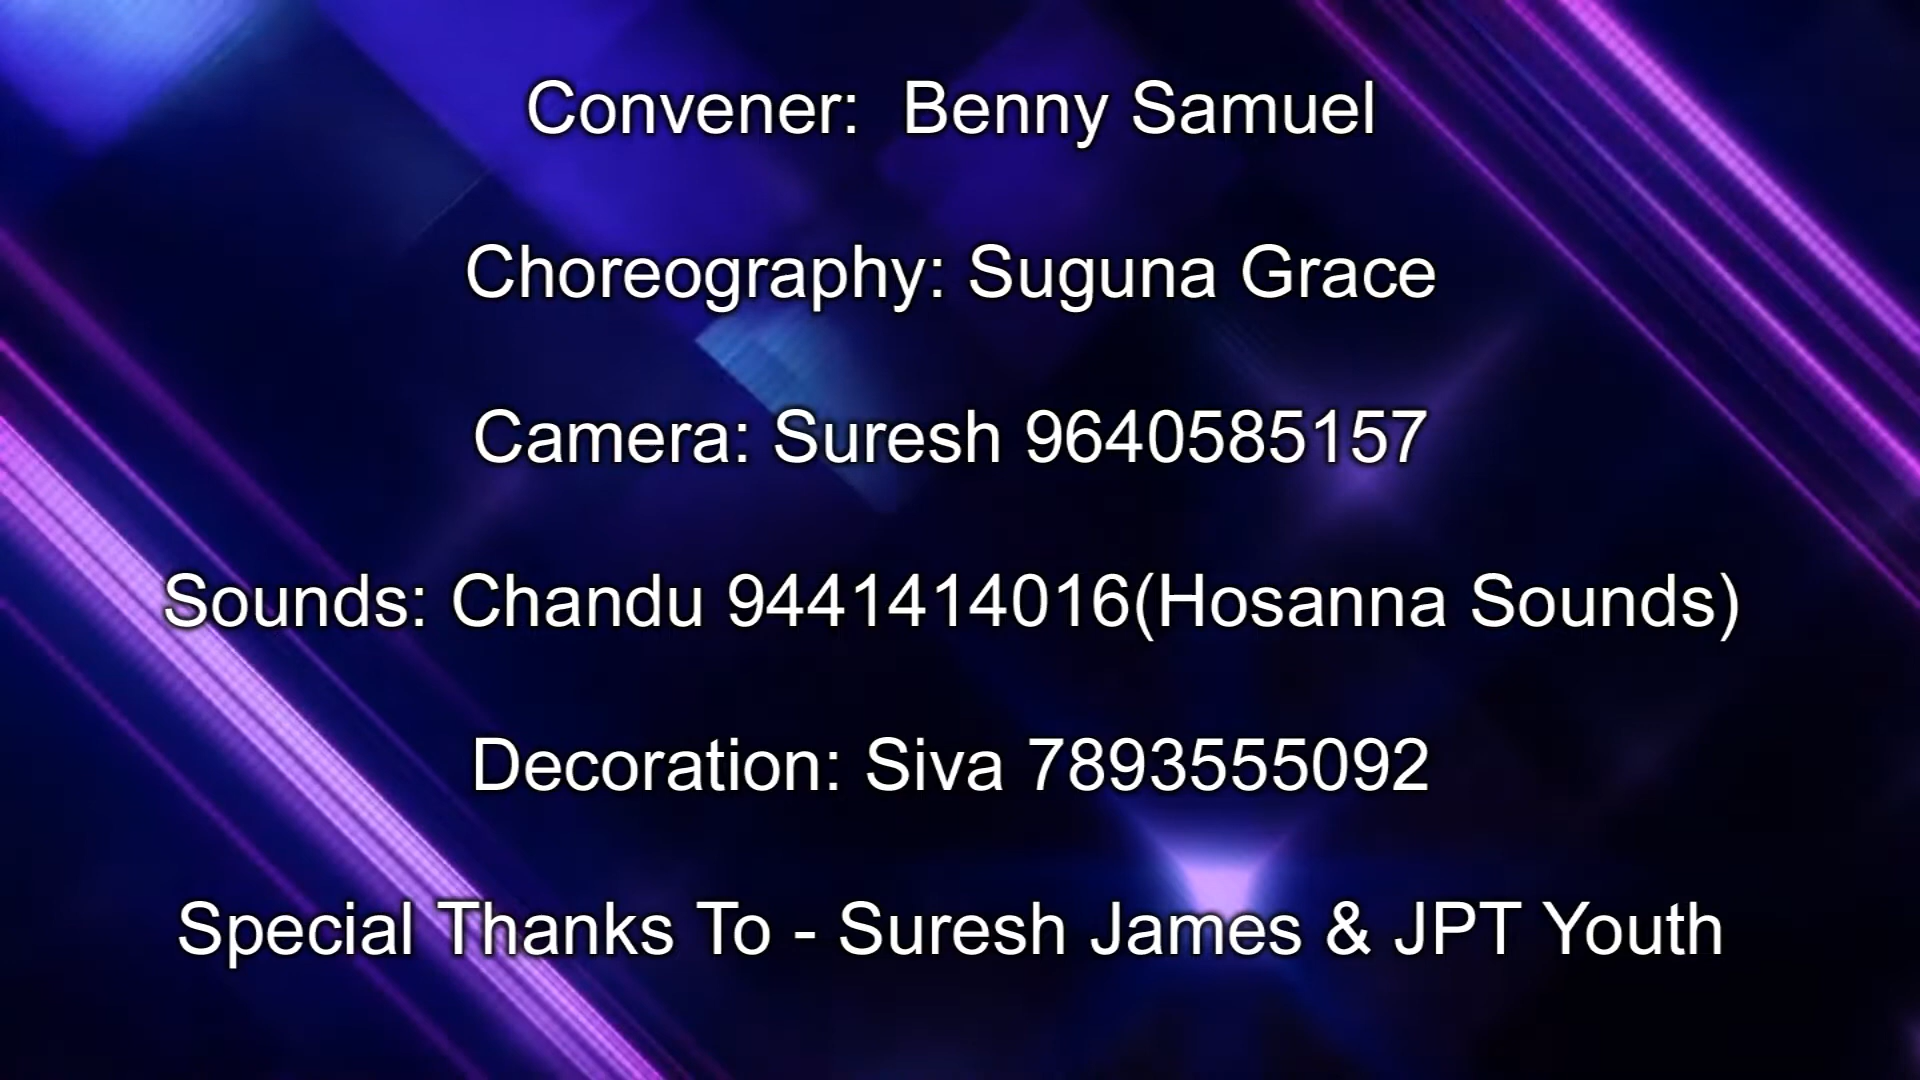 Convener:  Benny Samuel
Choreography: Suguna Grace
Camera: Suresh 9640585157
Sounds: Chandu 9441414016(Hosanna Sounds)
Decoration: Siva 7893555092
Special Thanks To - Suresh James & JPT Youth